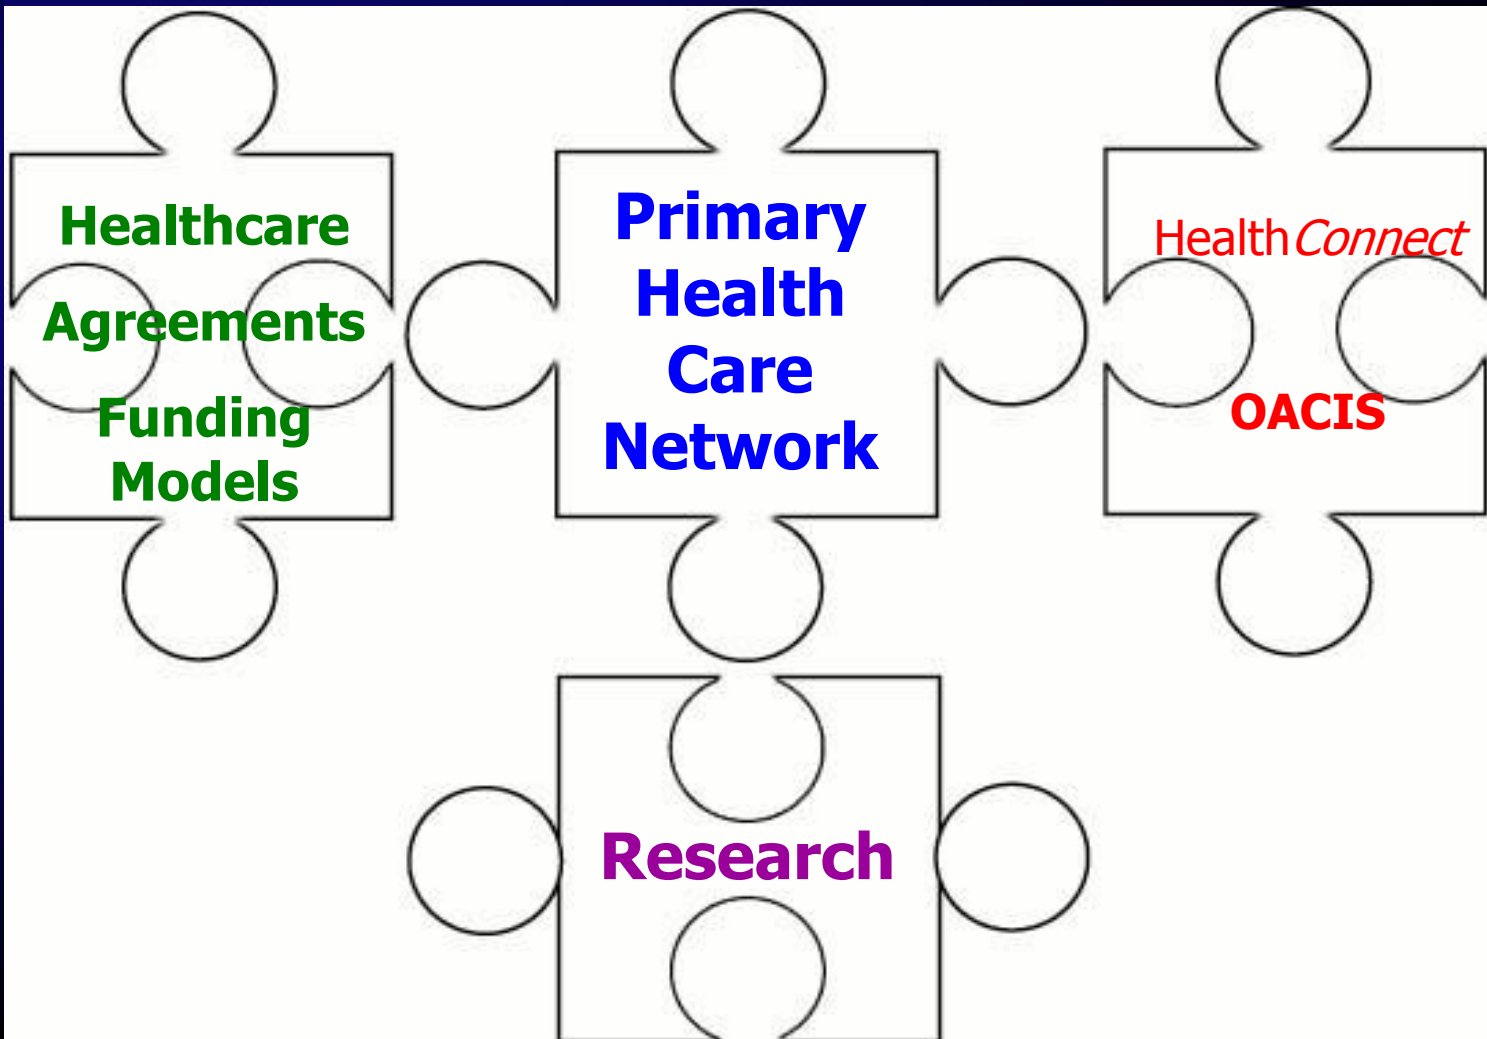 Healthcare
Agreements
Funding
Models
Primary
Health
Care
Network
HealthConnect
OACIS
Research